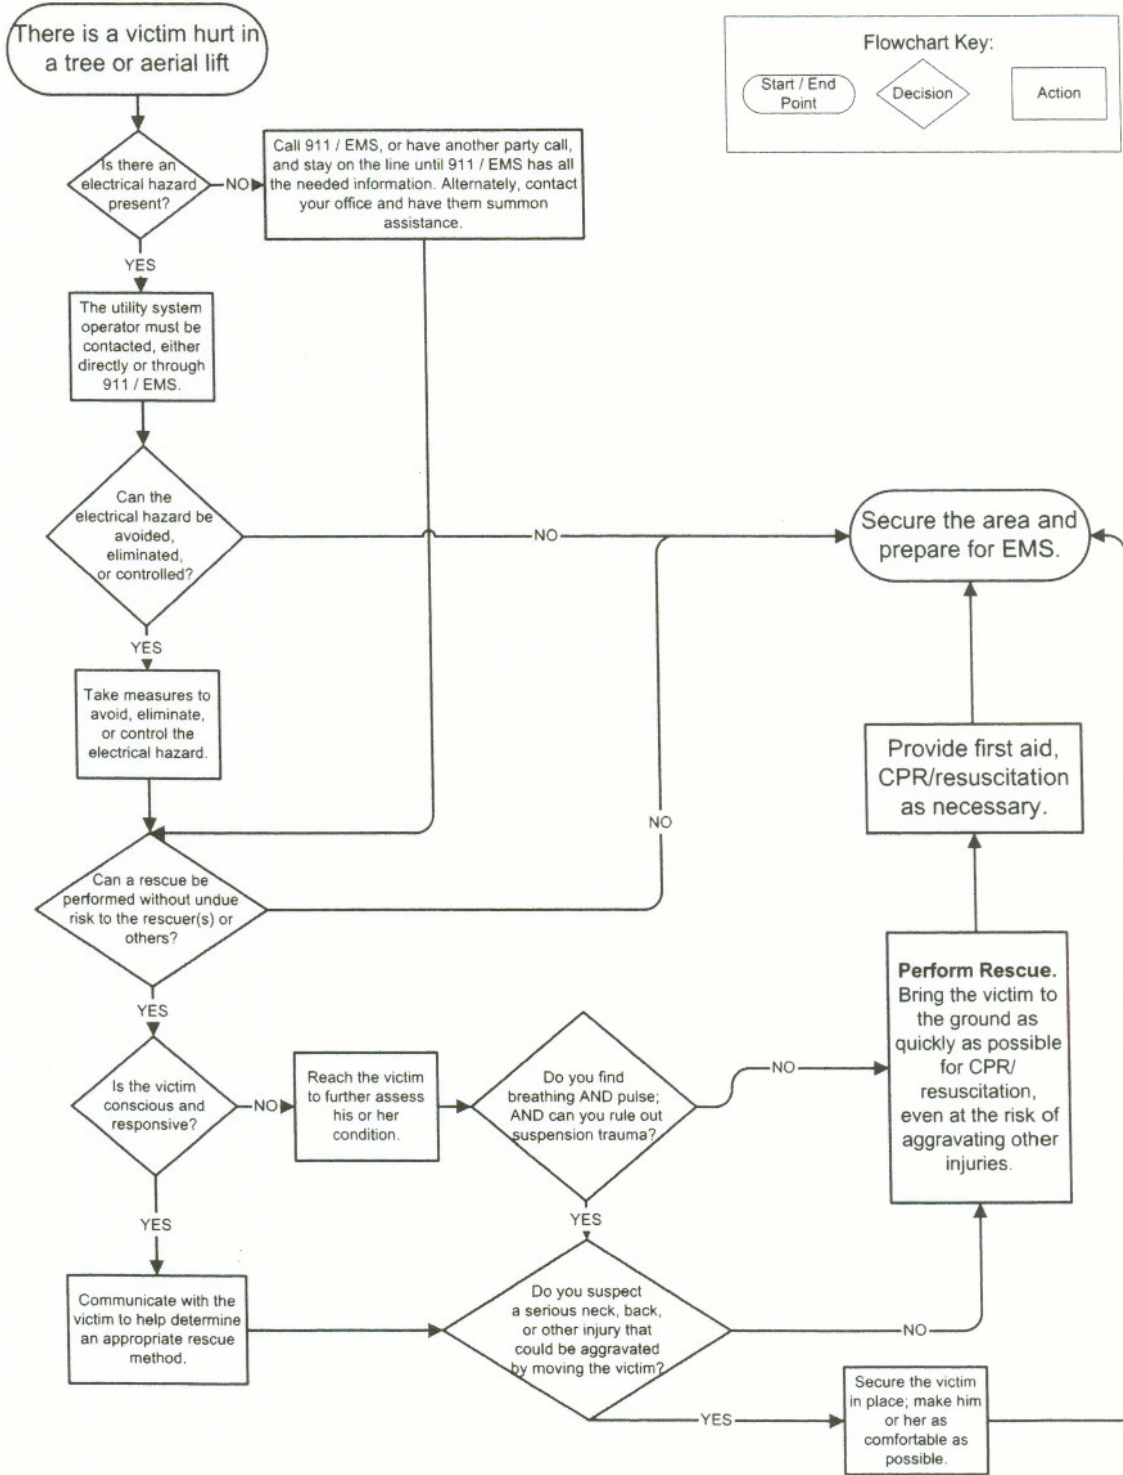 There is a victim hurt in
a tree or aerial lift
Flowchart Key:
Start / End
Point
Decision
Action
Is there an
electrical hazard
present?
NO
Call 911 / EMS, or have another party call,
and stay on the line until 911 / EMS has all
the needed information. Alternately, contact
your office and have them summon
assistance.
YES
The utility system
operator must be
contacted, either
directly or through
911 / EMS.
Can the
electrical hazard be
avoided,
eliminated,
or controlled?
NO
Secure the area and
prepare for EMS.
YES
Take measures to
avoid, eliminate,
or control the
electrical hazard.
Provide first aid,
CPR/resuscitation
as necessary.
NO
Can a rescue be
performed without undue
risk to the rescuer(s) or
others?
YES
Perform Rescue.
Bring the victim to
the ground as
quickly as possible
for CPR/
resuscitation,
even at the risk of
aggravating other
injuries.
Is the victim
conscious and
responsive?
NO
Reach the victim
to further assess
his or her
condition.
Do you find
breathing AND pulse;
AND can you rule out
suspension trauma?
NO
YES
YES
Communicate with the
victim to help determine
an appropriate rescue
method.
Do you suspect
a serious neck, back,
or other injury that
could be aggravated
by moving the victim?
NO
YES
Secure the victim
in place; make him
or her as
comfortable as
possible.